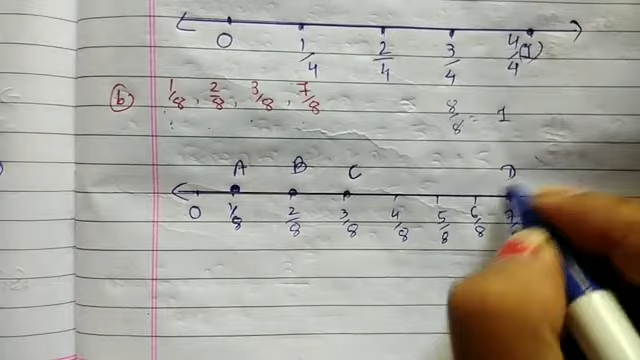 0 1/4 2/4 3/4 4/4 (1)
(b) 1/8, 2/8, 3/8, 7/8
8/8 = 1
A B C D
0 1/8 2/8 3/8 4/8 5/8 6/8